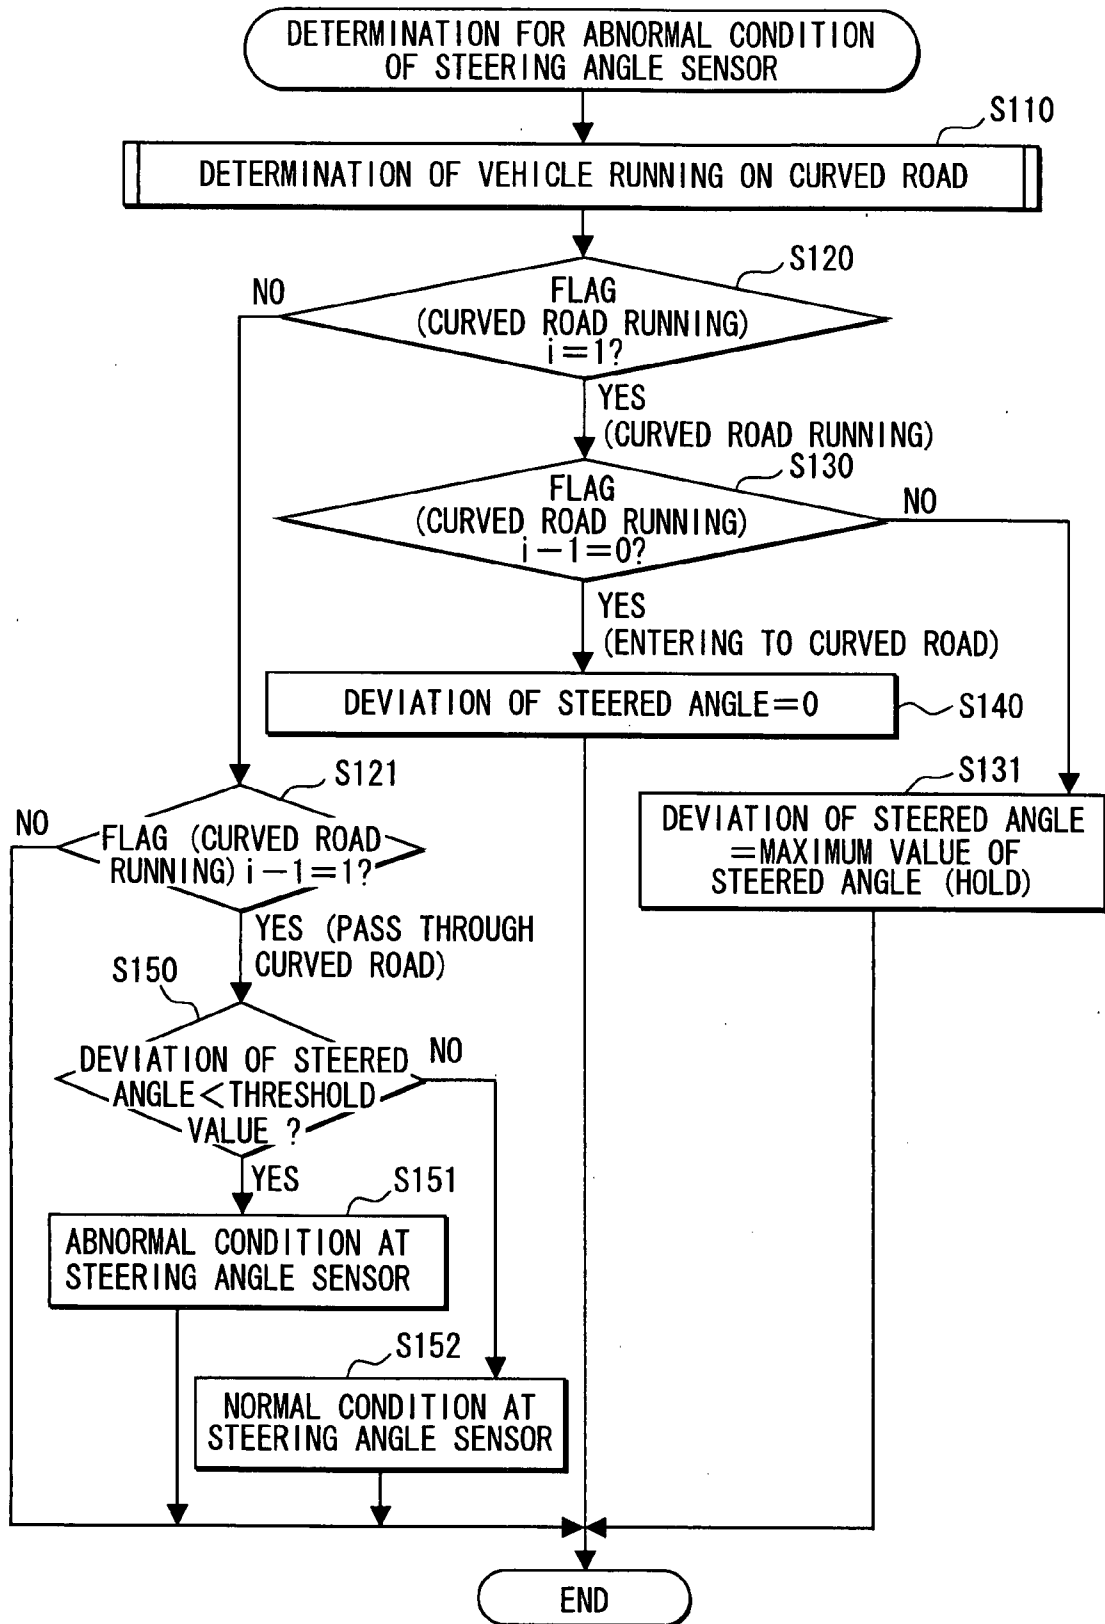 DETERMINATION FOR ABNORMAL CONDITION
OF STEERING ANGLE SENSOR
S110
DETERMINATION OF VEHICLE RUNNING ON CURVED ROAD
S120
NO
FLAG
(CURVED ROAD RUNNING)
i=1?
YES
(CURVED ROAD RUNNING)
S130
FLAG
(CURVED ROAD RUNNING)
i-1=0?
NO
YES
(ENTERING TO CURVED ROAD)
DEVIATION OF STEERED ANGLE=0
S140
S121
NO
FLAG (CURVED ROAD
RUNNING) i-1=1?
S131
DEVIATION OF STEERED ANGLE
=MAXIMUM VALUE OF
STEERED ANGLE (HOLD)
YES (PASS THROUGH
CURVED ROAD)
S150
DEVIATION OF STEERED
ANGLE<THRESHOLD
VALUE ?
NO
YES
S151
ABNORMAL CONDITION AT
STEERING ANGLE SENSOR
S152
NORMAL CONDITION AT
STEERING ANGLE SENSOR
END